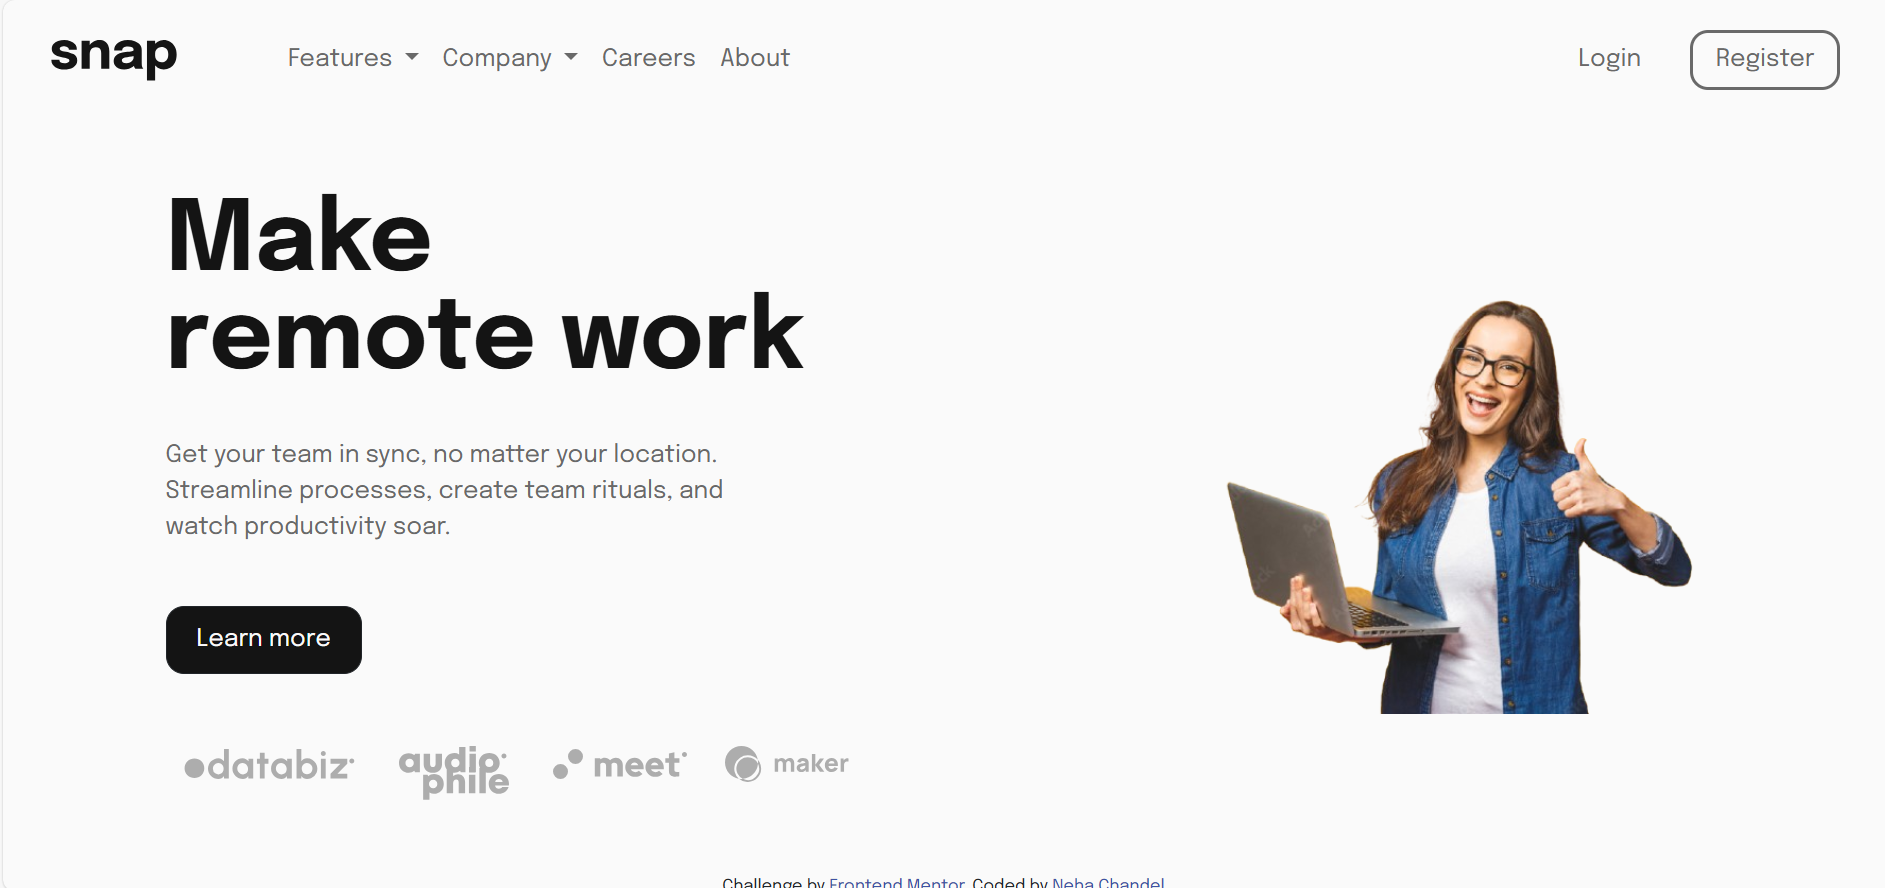 snap
Features
Company
Careers
About
Login
Register
Make
remote work
Get your team in sync, no matter your location.
Streamline processes, create team rituals, and
watch productivity soar.
Learn more
databiz
audio
phile
meet
maker
Challenge by Frontend Mentor. Coded by Neha Chandel